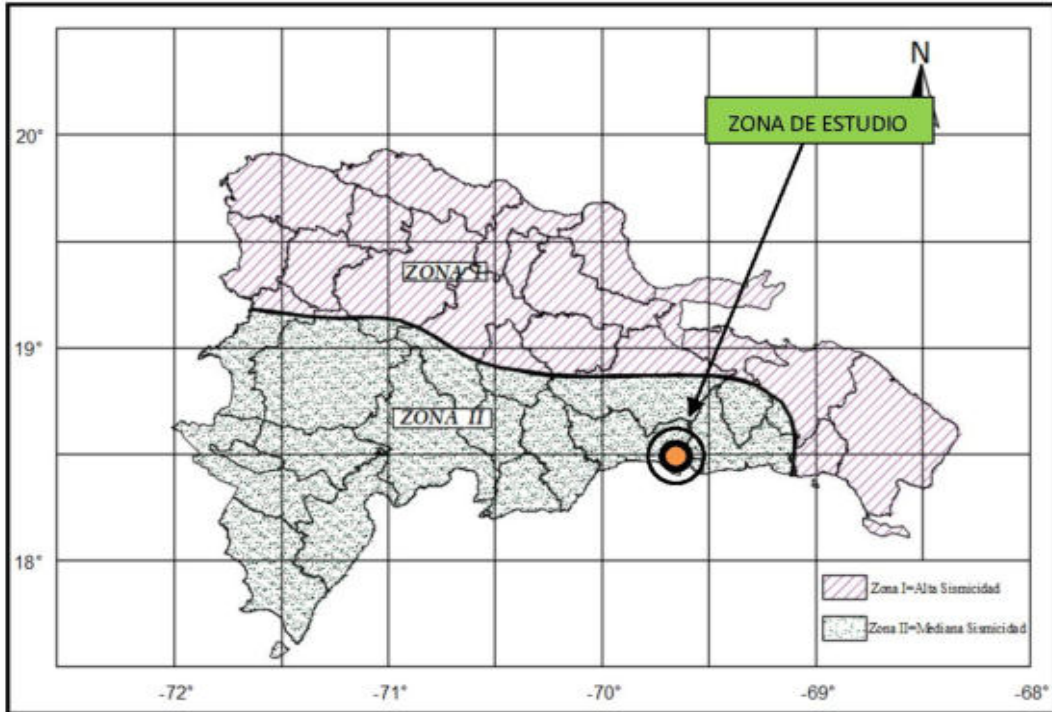 N
ZONA DE ESTUDIO
20°
ZONA I
19°
ZONA II
18°
Zona I=Alta Sismicidad
Zona II=Mediana Sismicidad
-72°
-71°
-70°
-69°
-68°